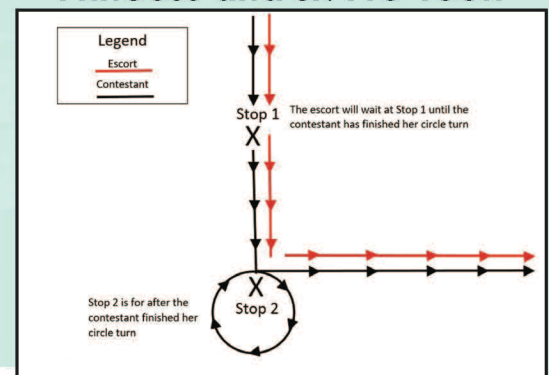 Legend
Escort
Contestant
Stop 1
X
The escort will wait at Stop 1 until the
contestant has finished her circle turn
X
Stop 2
Stop 2 is for after the
contestant finished her
circle turn